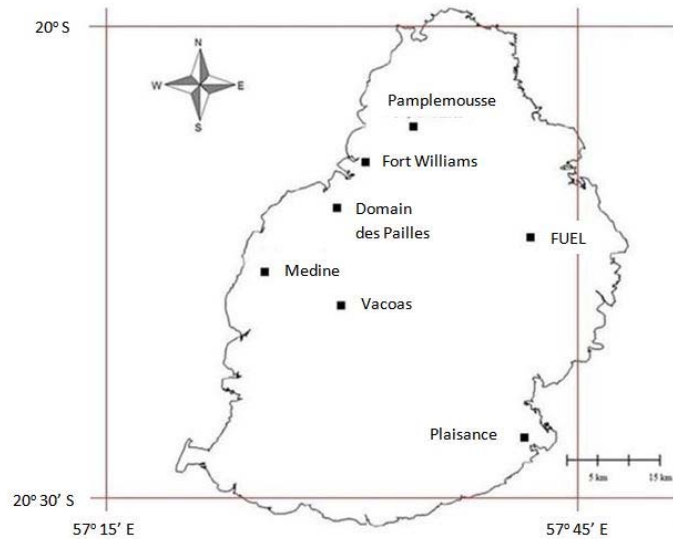 20° S
N
W E
S
Pamplemousse
Fort Williams
Domain
des Pailles
FUEL
Medine
Vacoas
Plaisance
5 km 15 km
20° 30' S
57° 15' E 57° 45' E